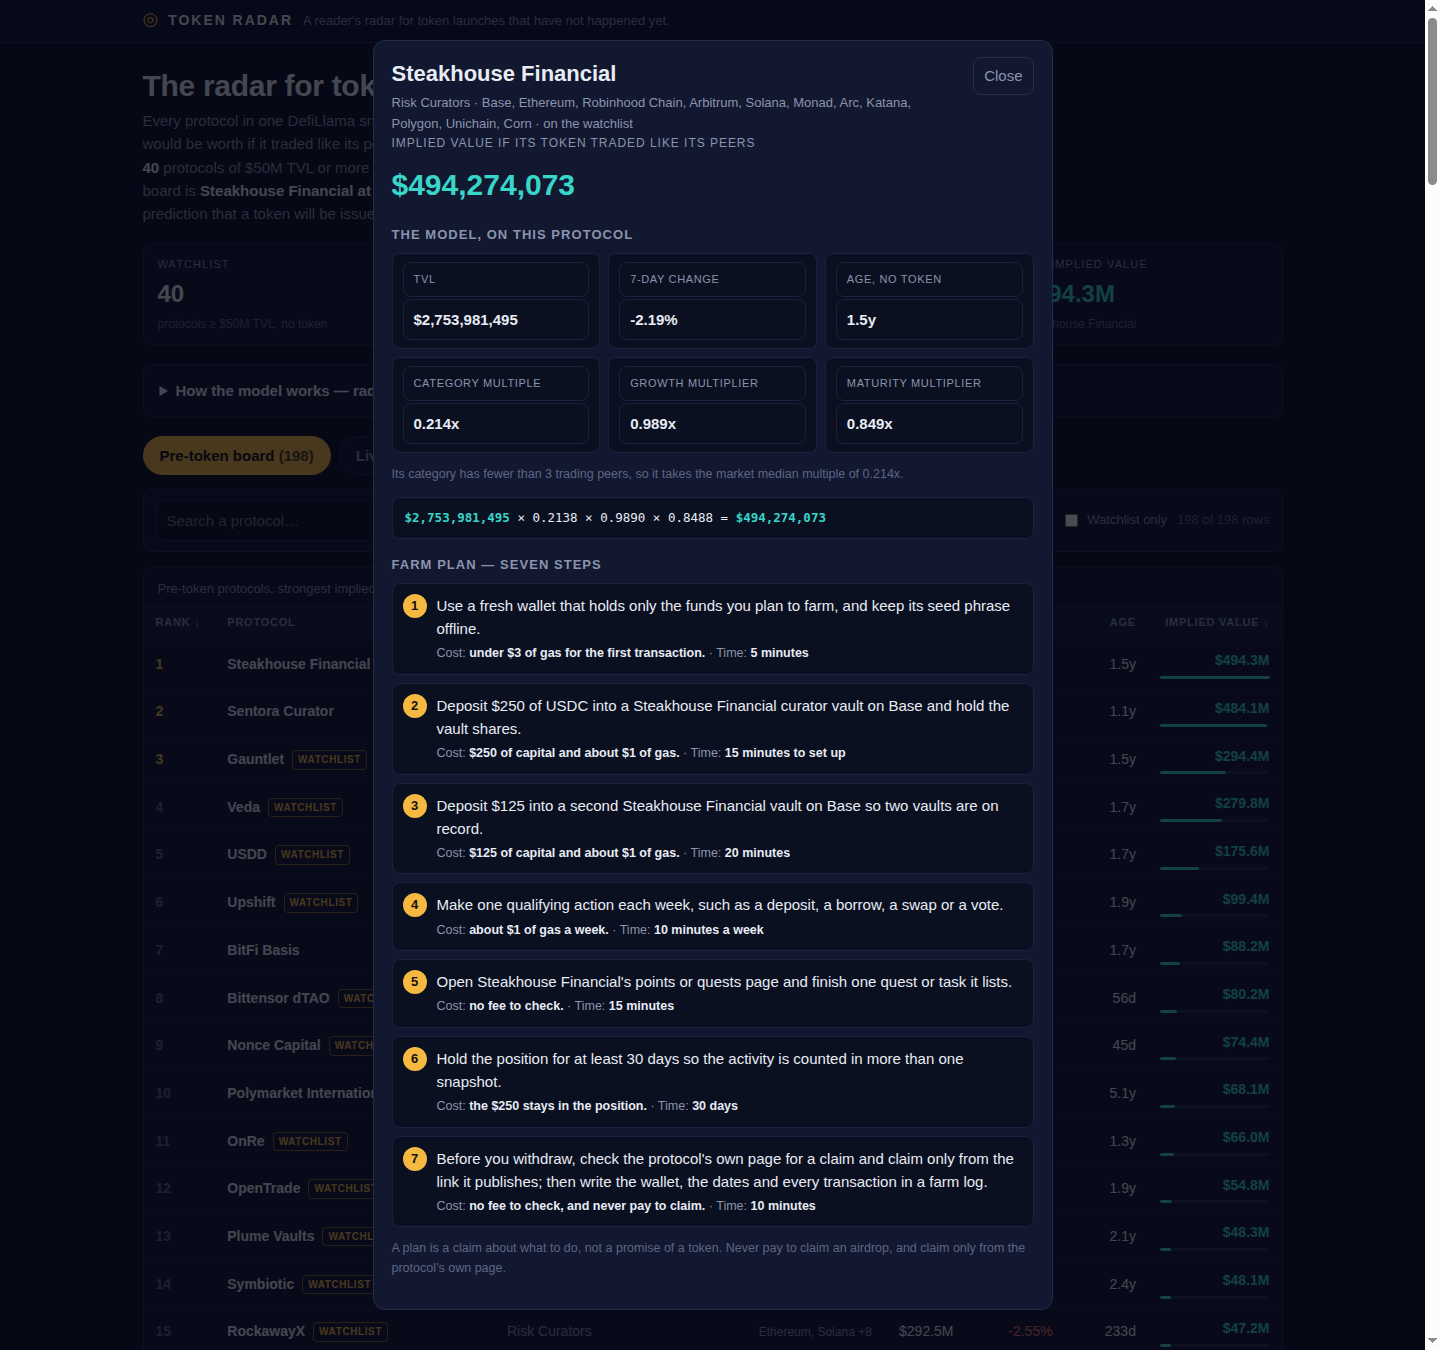 TOKEN RADAR A reader's radar for token launches that have not happened yet.
The radar for tok
Every protocol in one DefiLlama sn
would be worth if it traded like its p
40 protocols of $50M TVL or more
board is Steakhouse Financial at
prediction that a token will be issue
WATCHLIST
40
protocols ≥ $50M TVL, no token
IMPLIED VALUE
94.3M
house Financial
How the model works — rad
Pre-token board (198)
Liv
Search a protocol…
Watchlist only 198 of 198 rows
Pre-token protocols, strongest implied
RANK ↓ PROTOCOL AGE IMPLIED VALUE ↓
1 Steakhouse Financial 1.5y $494.3M
2 Sentora Curator 1.1y $484.1M
3 Gauntlet WATCHLIST 1.5y $294.4M
4 Veda WATCHLIST 1.7y $279.8M
5 USDD WATCHLIST 1.7y $175.6M
6 Upshift WATCHLIST 1.9y $99.4M
7 BitFi Basis 1.7y $88.2M
8 Bittensor dTAO WATC 56d $80.2M
9 Nonce Capital WATCH 45d $74.4M
10 Polymarket Internation 5.1y $68.1M
11 OnRe WATCHLIST 1.3y $66.0M
12 OpenTrade WATCHLIST 1.9y $54.8M
13 Plume Vaults WATCHL 2.1y $48.3M
14 Symbiotic WATCHLIST 2.4y $48.1M
15 RockawayX WATCHLIST Risk Curators Ethereum, Solana +8 $292.5M -2.55% 233d $47.2M
Steakhouse Financial
Close
Risk Curators · Base, Ethereum, Robinhood Chain, Arbitrum, Solana, Monad, Arc, Katana,
Polygon, Unichain, Corn · on the watchlist
IMPLIED VALUE IF ITS TOKEN TRADED LIKE ITS PEERS
$494,274,073
THE MODEL, ON THIS PROTOCOL
TVL
$2,753,981,495
7-DAY CHANGE
-2.19%
AGE, NO TOKEN
1.5y
CATEGORY MULTIPLE
0.214x
GROWTH MULTIPLIER
0.989x
MATURITY MULTIPLIER
0.849x
Its category has fewer than 3 trading peers, so it takes the market median multiple of 0.214x.
$2,753,981,495 × 0.2138 × 0.9890 × 0.8488 = $494,274,073
FARM PLAN — SEVEN STEPS
1 Use a fresh wallet that holds only the funds you plan to farm, and keep its seed phrase
offline.
Cost: under $3 of gas for the first transaction. · Time: 5 minutes
2 Deposit $250 of USDC into a Steakhouse Financial curator vault on Base and hold the
vault shares.
Cost: $250 of capital and about $1 of gas. · Time: 15 minutes to set up
3 Deposit $125 into a second Steakhouse Financial vault on Base so two vaults are on
record.
Cost: $125 of capital and about $1 of gas. · Time: 20 minutes
4 Make one qualifying action each week, such as a deposit, a borrow, a swap or a vote.
Cost: about $1 of gas a week. · Time: 10 minutes a week
5 Open Steakhouse Financial's points or quests page and finish one quest or task it lists.
Cost: no fee to check. · Time: 15 minutes
6 Hold the position for at least 30 days so the activity is counted in more than one
snapshot.
Cost: the $250 stays in the position. · Time: 30 days
7 Before you withdraw, check the protocol's own page for a claim and claim only from the
link it publishes; then write the wallet, the dates and every transaction in a farm log.
Cost: no fee to check, and never pay to claim. · Time: 10 minutes
A plan is a claim about what to do, not a promise of a token. Never pay to claim an airdrop, and claim only from the
protocol's own page.